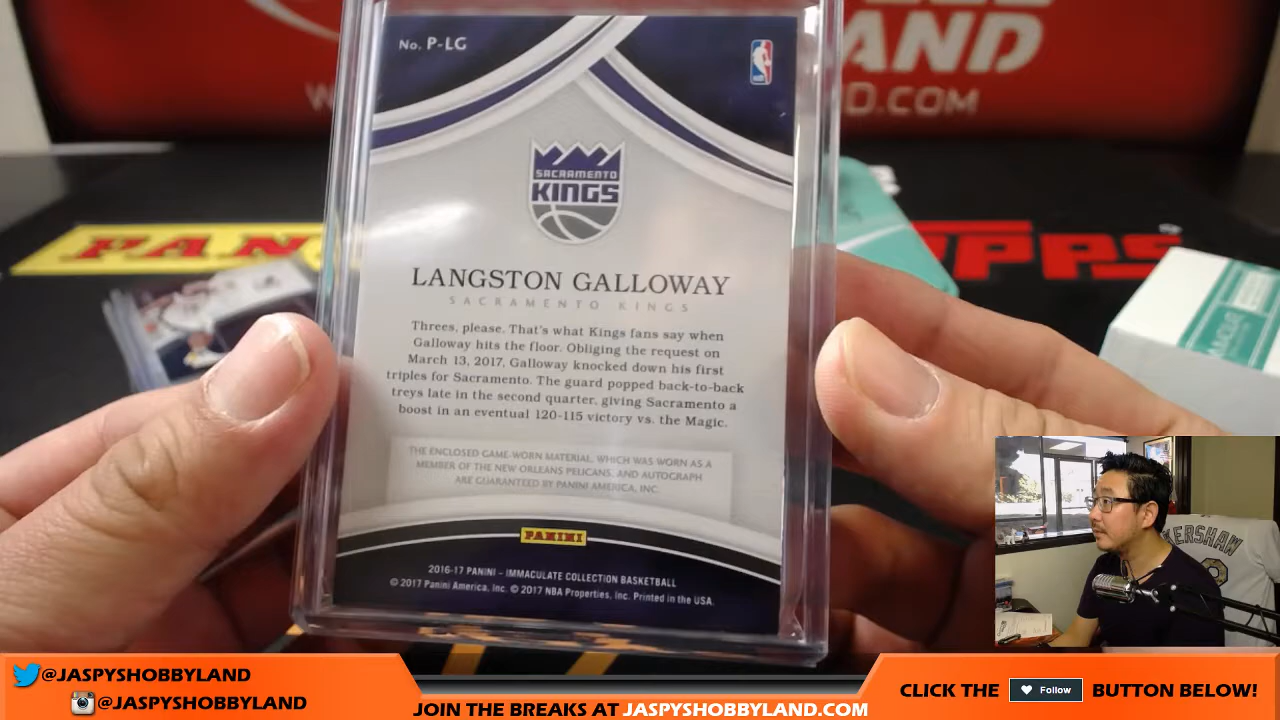 AND
W
D.COM
No. P-LG
SACRAMENTO
KINGS
PAN
PPS
LANGSTON GALLOWAY
SACRAMENTO KINGS
Threes, please. That's what Kings fans say when
Galloway hits the floor. Obliging the request on
March 13, 2017, Galloway knocked down his first
triples for Sacramento. The guard popped back-to-back
treys late in the second quarter, giving Sacramento a
boost in an eventual 120-115 victory vs. the Magic.
THE ENCLOSED GAME-WORN MATERIAL, WHICH WAS WORN AS A
MEMBER OF THE NEW ORLEANS PELICANS, AND AUTOGRAPH
ARE GUARANTEED BY PANINI AMERICA, INC.
PANINI
2016-17 PANINI - IMMACULATE COLLECTION BASKETBALL
© 2017 Panini America, Inc. © 2017 NBA Properties, Inc. Printed in the USA.
KERSHAW
@JASPYSHOBBYLAND
@JASPYSHOBBYLAND
JOIN THE BREAKS AT JASPYSHOBBYLAND.COM
CLICK THE Follow BUTTON BELOW!